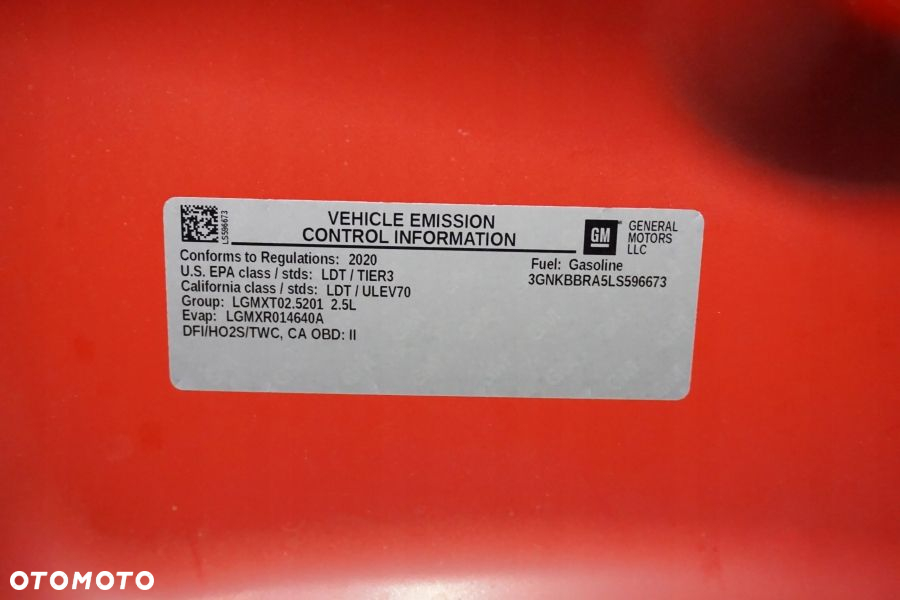 LS596673
VEHICLE EMISSION
CONTROL INFORMATION
GM
GENERAL
MOTORS
LLC
Conforms to Regulations: 2020
U.S. EPA class / stds: LDT / TIER3
California class / stds: LDT / ULEV70
Group: LGMXT02.5201 2.5L
Evap: LGMXR014640A
DFI/HO2S/TWC, CA OBD: II
Fuel: Gasoline
3GNKBBRA5LS596673
OTOMOTO